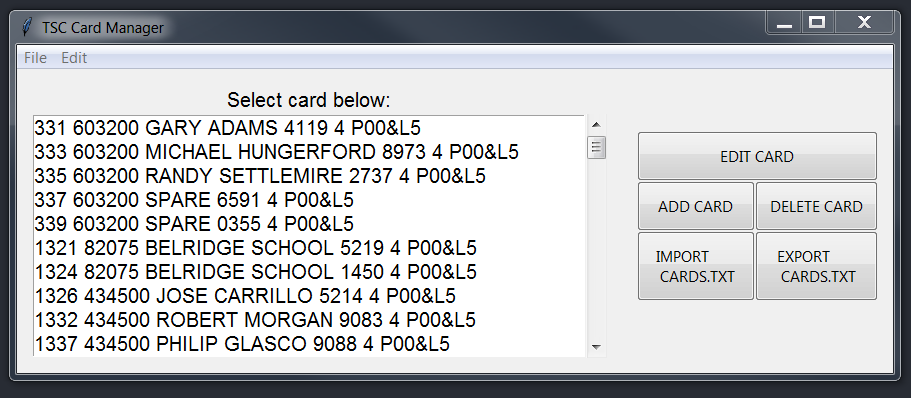 TSC Card Manager
File Edit
Select card below:
331 603200 GARY ADAMS 4119 4 P00&L5
333 603200 MICHAEL HUNGERFORD 8973 4 P00&L5
335 603200 RANDY SETTLEMIRE 2737 4 P00&L5
337 603200 SPARE 6591 4 P00&L5
339 603200 SPARE 0355 4 P00&L5
1321 82075 BELRIDGE SCHOOL 5219 4 P00&L5
1324 82075 BELRIDGE SCHOOL 1450 4 P00&L5
1326 434500 JOSE CARRILLO 5214 4 P00&L5
1332 434500 ROBERT MORGAN 9083 4 P00&L5
1337 434500 PHILIP GLASCO 9088 4 P00&L5
EDIT CARD
ADD CARD
DELETE CARD
IMPORT
CARDS.TXT
EXPORT
CARDS.TXT